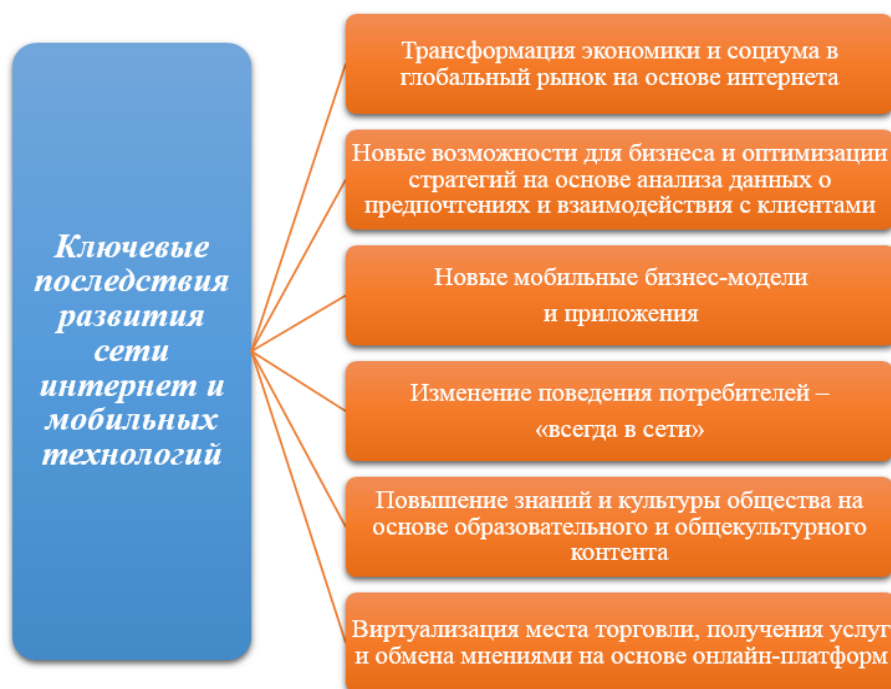 Ключевые
последствия
развития
сети
интернет и
мобильных
технологий
Трансформация экономики и социума в
глобальный рынок на основе интернета
Новые возможности для бизнеса и оптимизации
стратегий на основе анализа данных о
предпочтениях и взаимодействия с клиентами
Новые мобильные бизнес-модели
и приложения
Изменение поведения потребителей –
«всегда в сети»
Повышение знаний и культуры общества на
основе образовательного и общекультурного
контента
Виртуализация места торговли, получения услуг
и обмена мнениями на основе онлайн-платформ